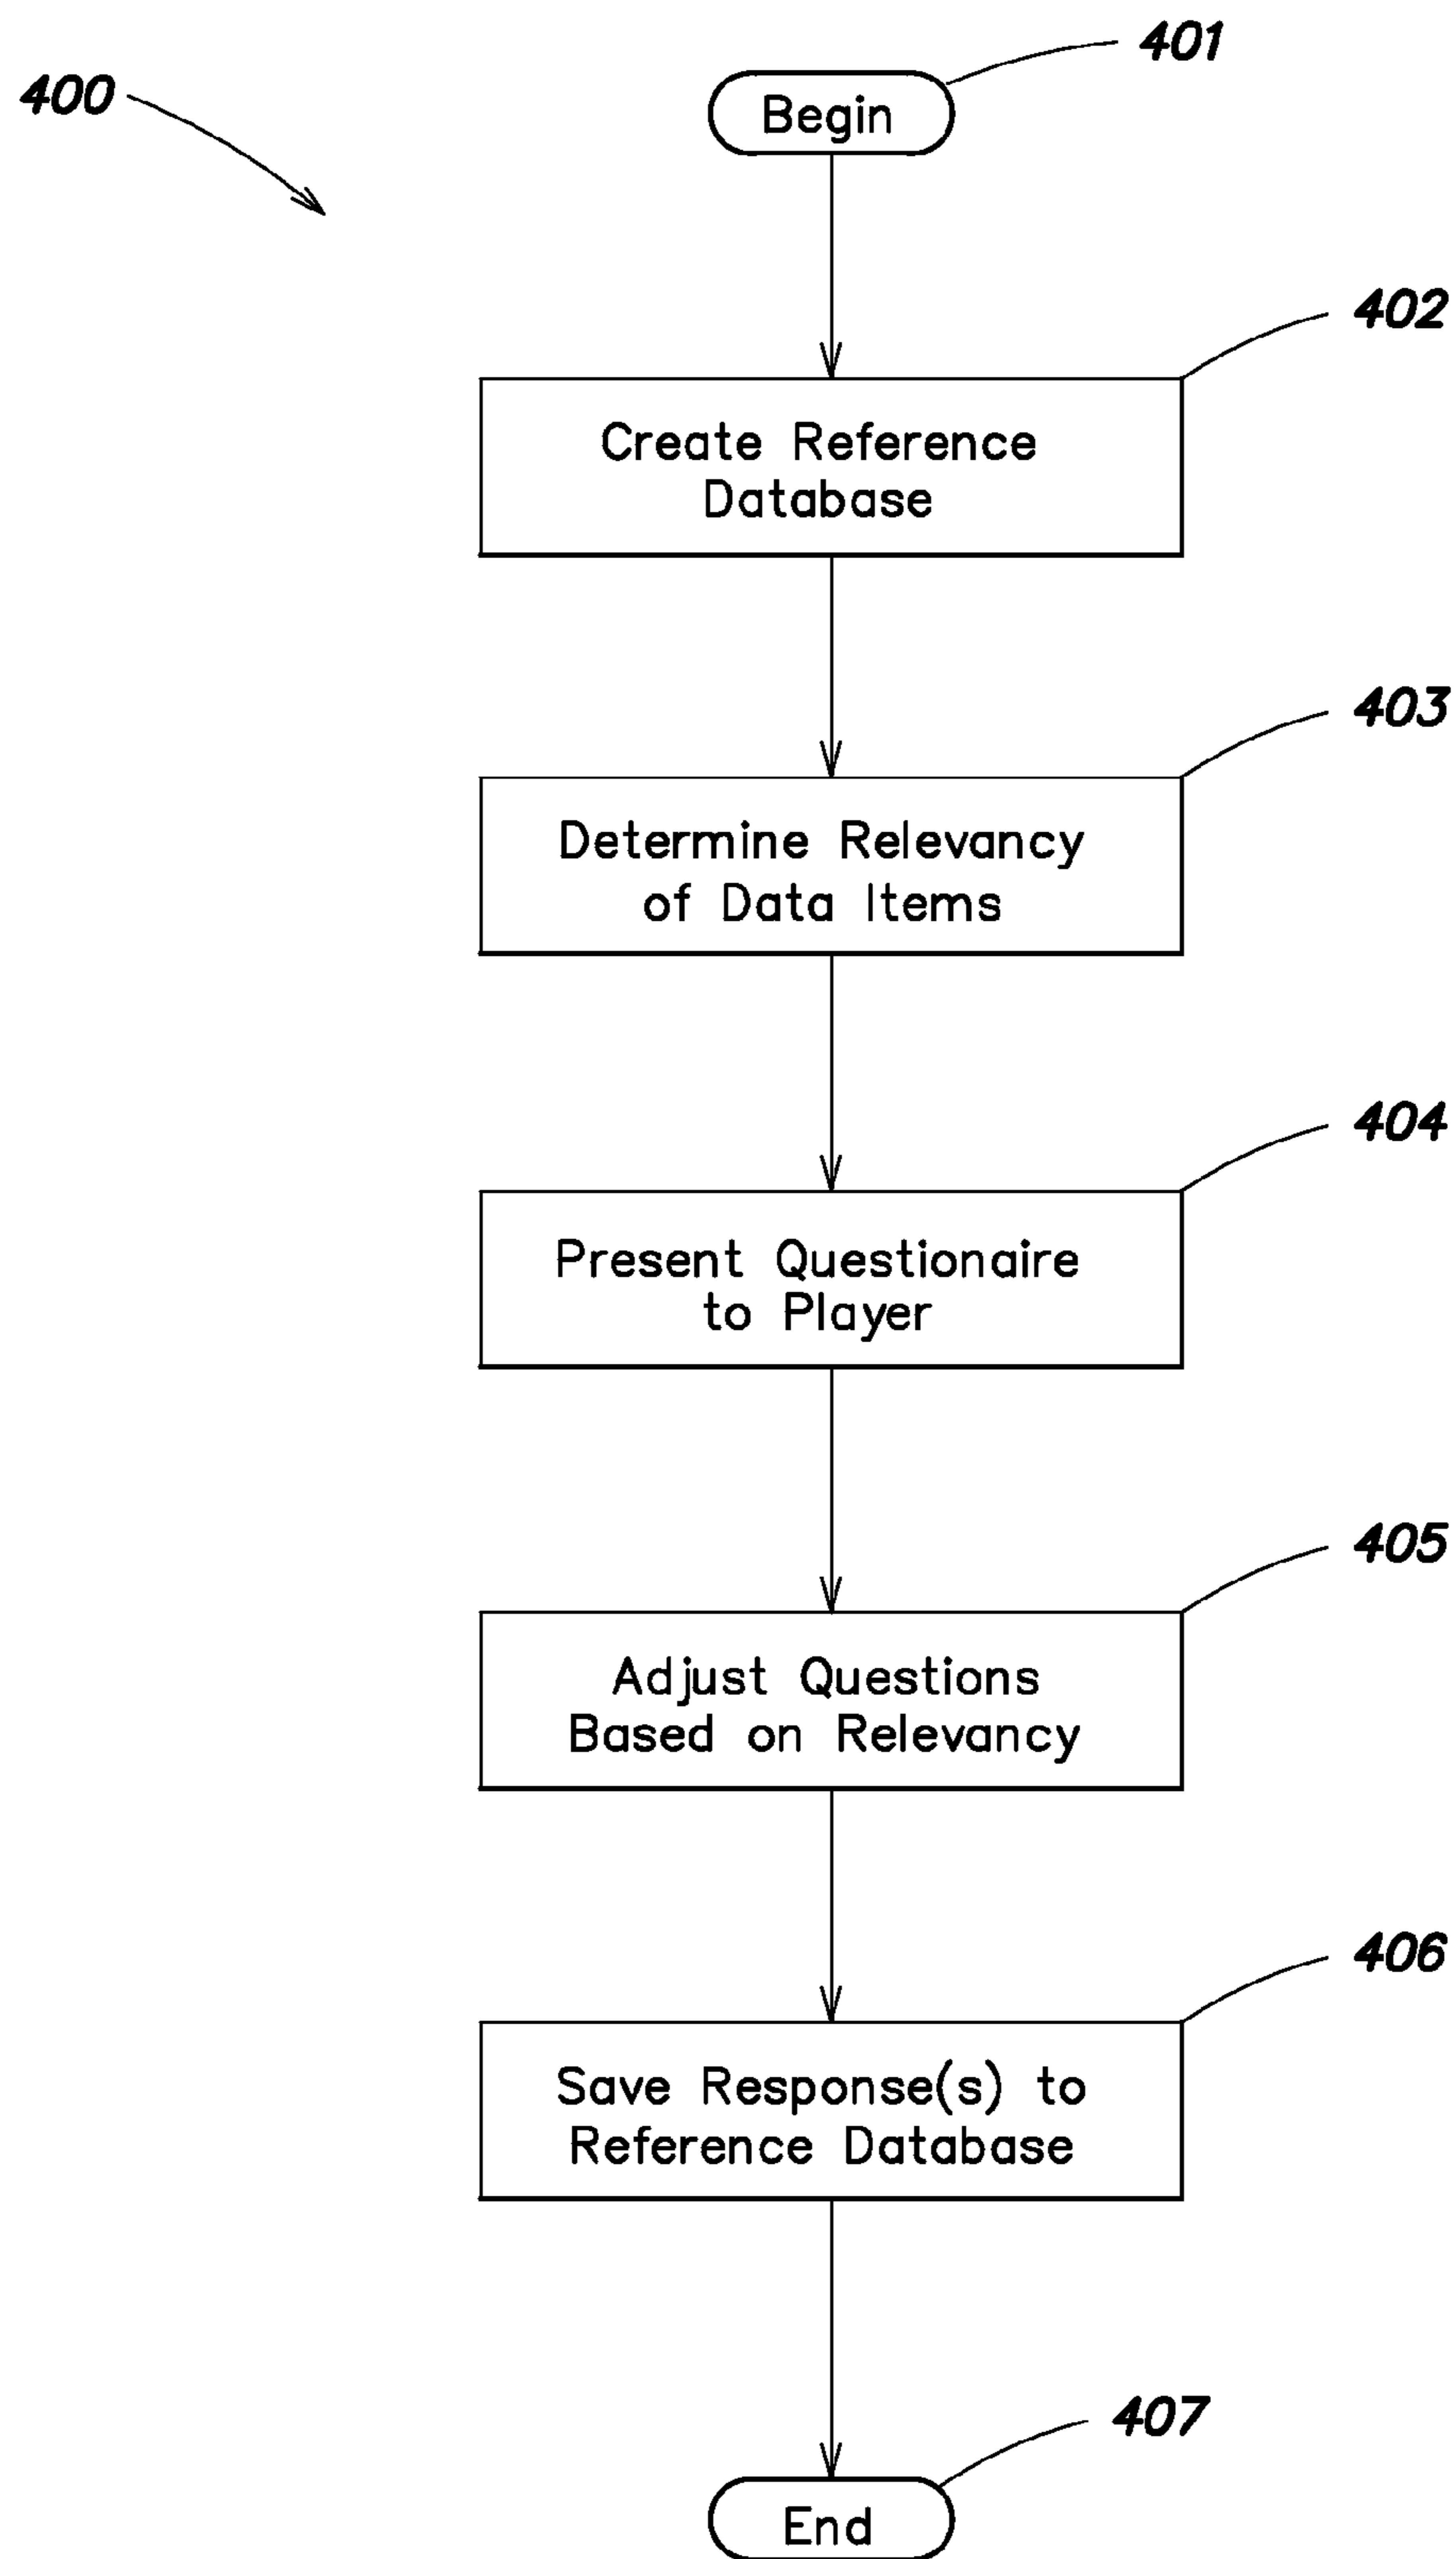 401
400
Begin
402
Create Reference
Database
403
Determine Relevancy
of Data Items
404
Present Questionaire
to Player
405
Adjust Questions
Based on Relevancy
406
Save Response(s) to
Reference Database
407
End